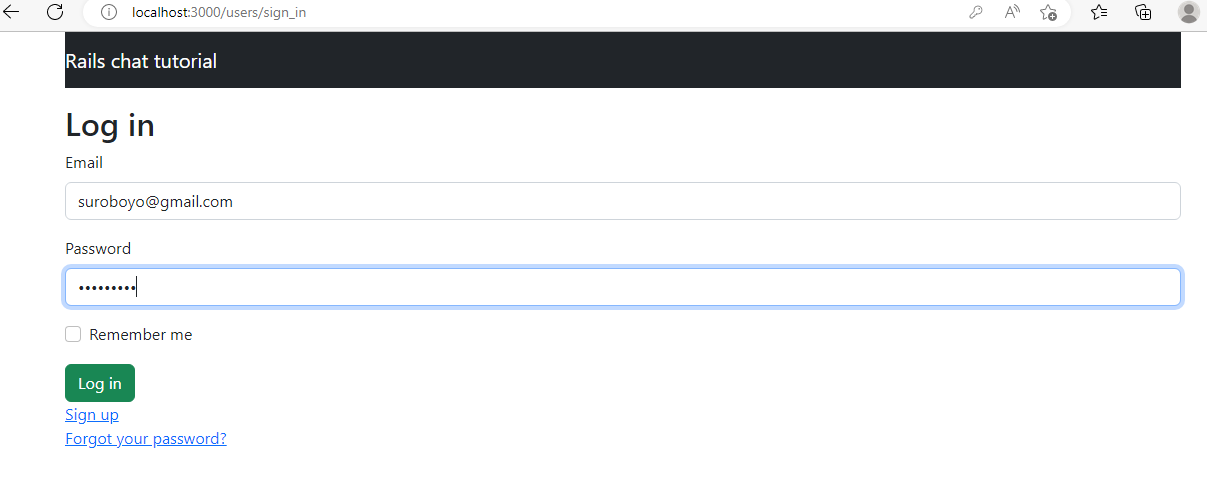 localhost:3000/users/sign_in
Rails chat tutorial
Log in
Email
suroboyo@gmail.com
Password
•••••••••
Remember me
Log in
Sign up
Forgot your password?